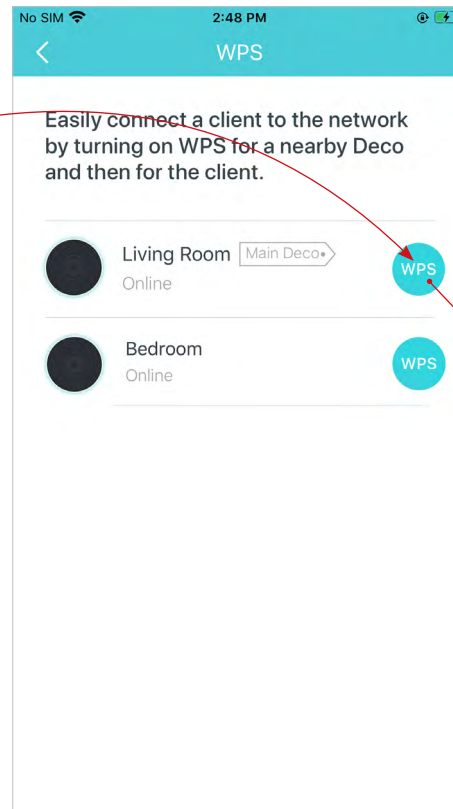 No SIM 2:48 PM
WPS
Easily connect a client to the network
by turning on WPS for a nearby Deco
and then for the client.
Living Room Main Deco
Online
WPS
Bedroom
Online
WPS